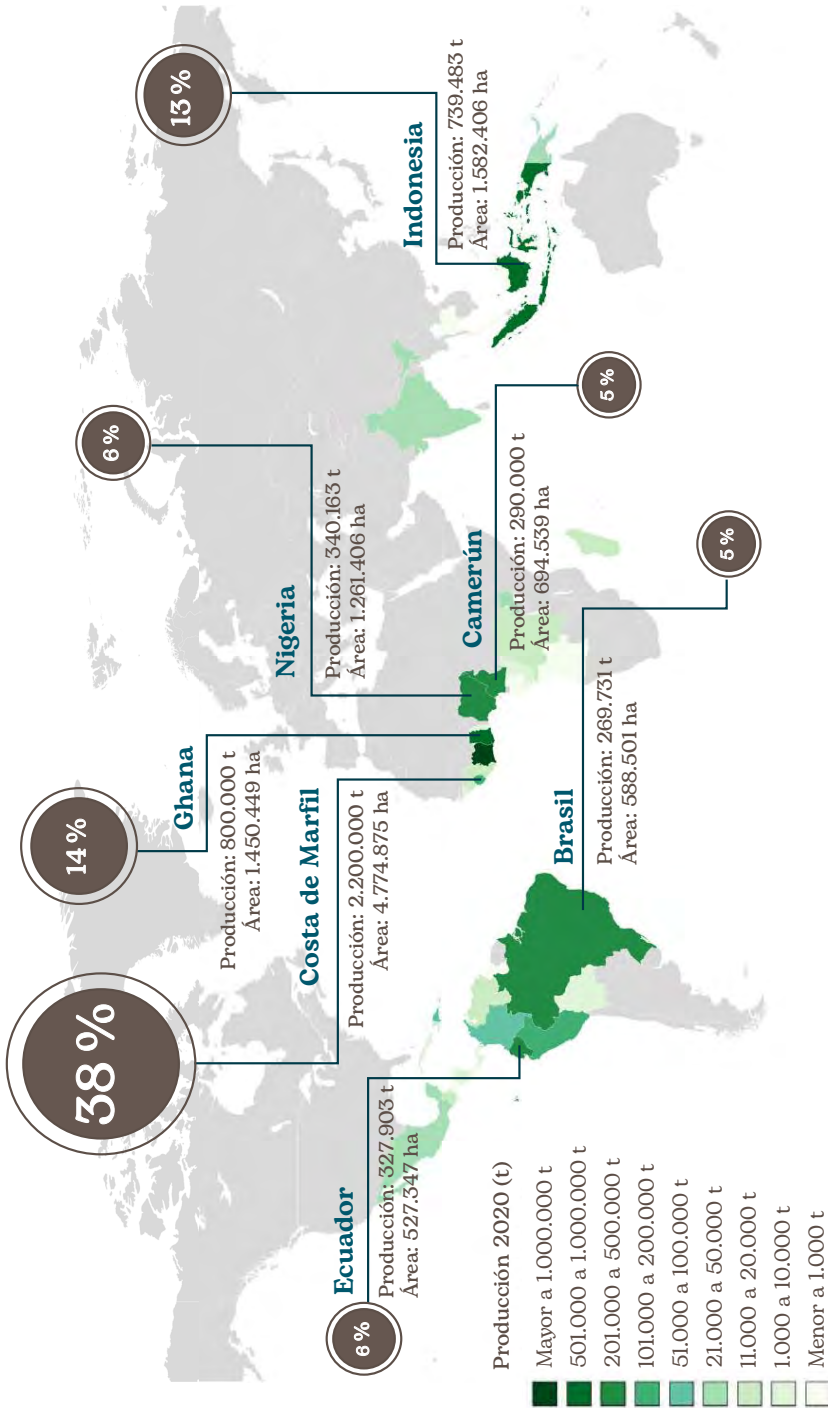 38 %
Costa de Marfil
Producción: 2.200.000 t
Área: 4.774.875 ha
14 %
Ghana
Producción: 800.000 t
Área: 1.450.449 ha
6 %
Nigeria
Producción: 340.163 t
Área: 1.261.406 ha
13 %
Indonesia
Producción: 739.483 t
Área: 1.582.406 ha
6 %
Ecuador
Producción: 327.903 t
Área: 527.347 ha
Camerún
Producción: 290.000 t
Área: 694.539 ha
5 %
Brasil
Producción: 269.731 t
Área: 588.501 ha
5 %
Producción 2020 (t)
Mayor a 1.000.000 t
501.000 a 1.000.000 t
201.000 a 500.000 t
101.000 a 200.000 t
51.000 a 100.000 t
21.000 a 50.000 t
11.000 a 20.000 t
1.000 a 10.000 t
Menor a 1.000 t